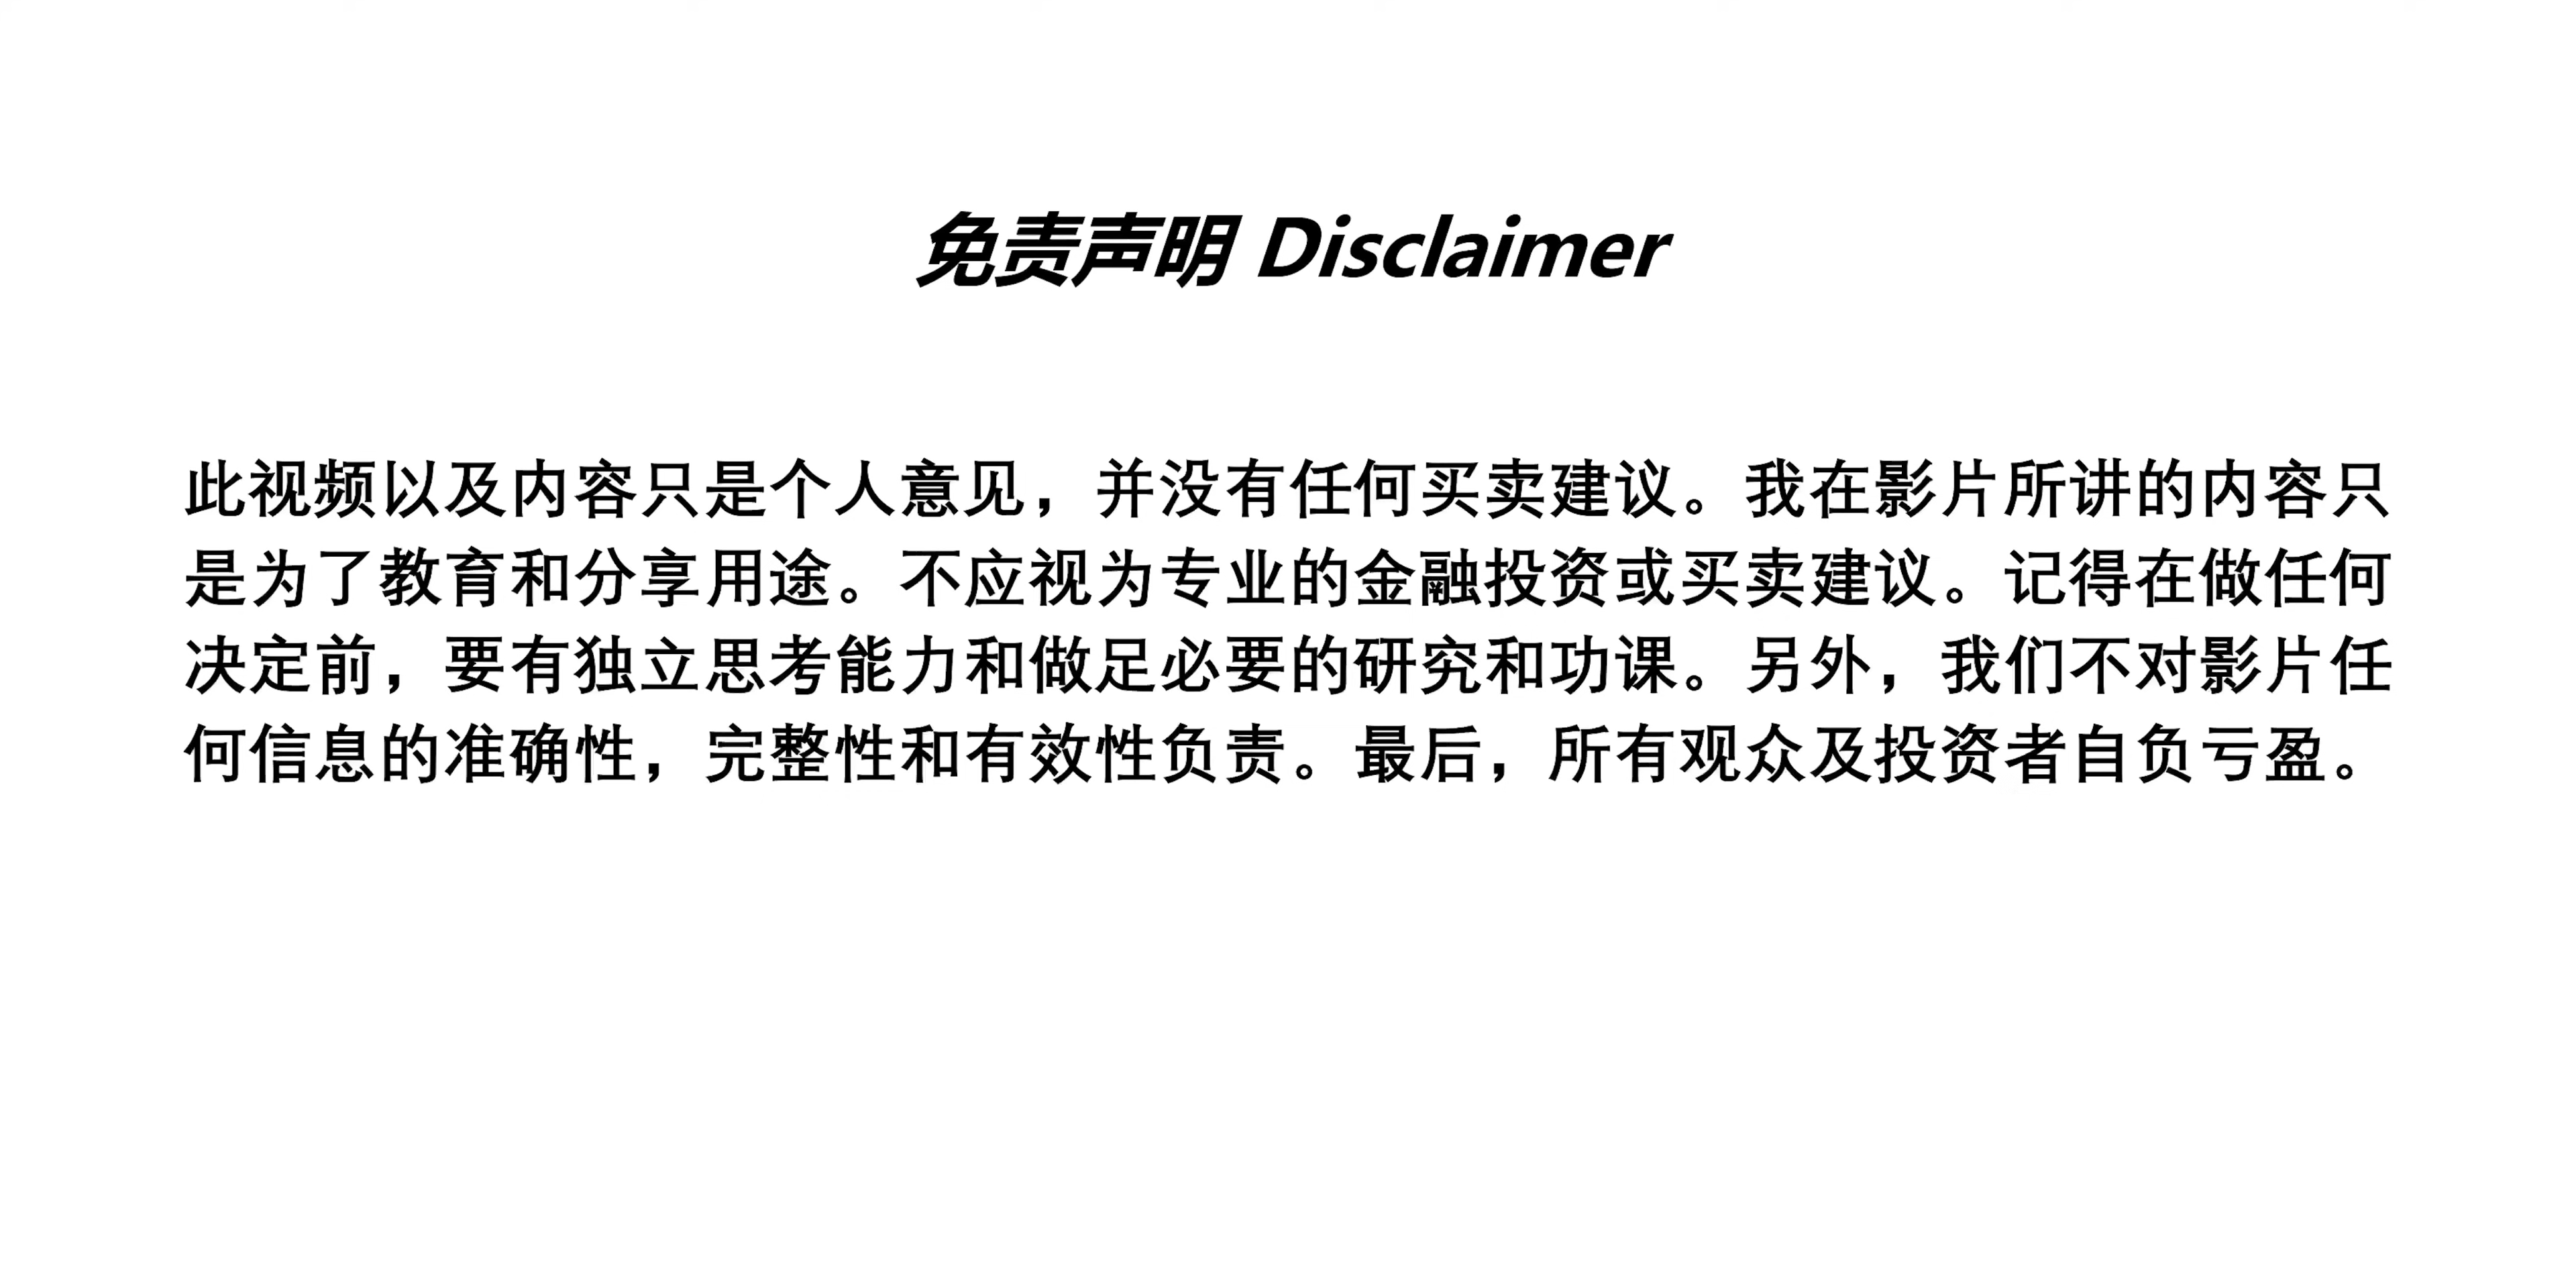 免责声明 Disclaimer
此视频以及内容只是个人意见，并没有任何买卖建议。我在影片所讲的内容只
是为了教育和分享用途。不应视为专业的金融投资或买卖建议。记得在做任何
决定前，要有独立思考能力和做足必要的研究和功课。另外，我们不对影片任
何信息的准确性，完整性和有效性负责。最后，所有观众及投资者自负亏盈。